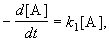 - d[A]/dt = k₁[A],